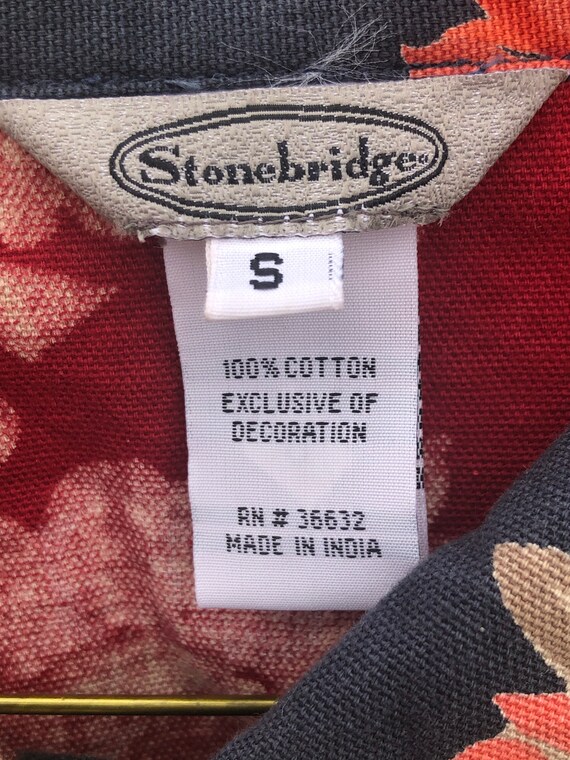 Stonebridge
S
100% COTTON
EXCLUSIVE OF
DECORATION
RN # 36632
MADE IN INDIA